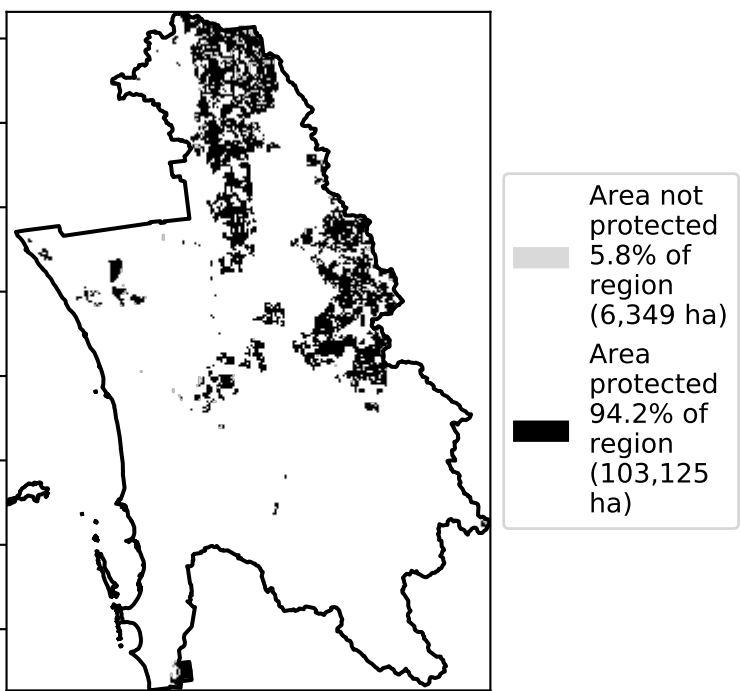 Area not
protected
5.8% of
region
(6,349 ha)
Area
protected
94.2% of
region
(103,125
ha)